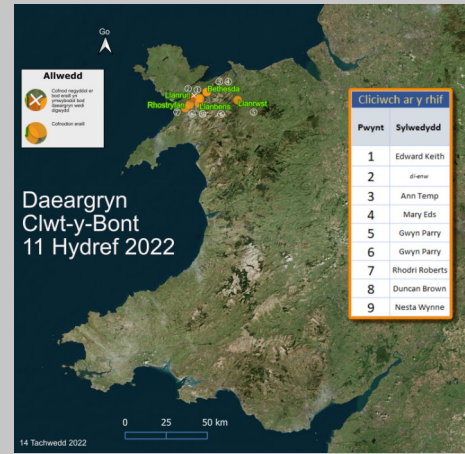 Go
Allwedd
Cofnod negyddol er
bod eraill yn
daeargryn wedi
digwydd
Cofnodion eraill
Bethesda
Llanrug
Rhostryfan
Llanberis
Llanrwst
Daeargryn
Clwt-y-Bont
11 Hydref 2022
Cliciwch ar y rhif
Pwynt Sylwedydd
1 Edward Keith
2 di-enw
3 Ann Temp
4 Mary Eds
5 Gwyn Parry
6 Gwyn Parry
7 Rhodri Roberts
8 Duncan Brown
9 Nesta Wynne
0 25 50 km
14 Tachwedd 2022